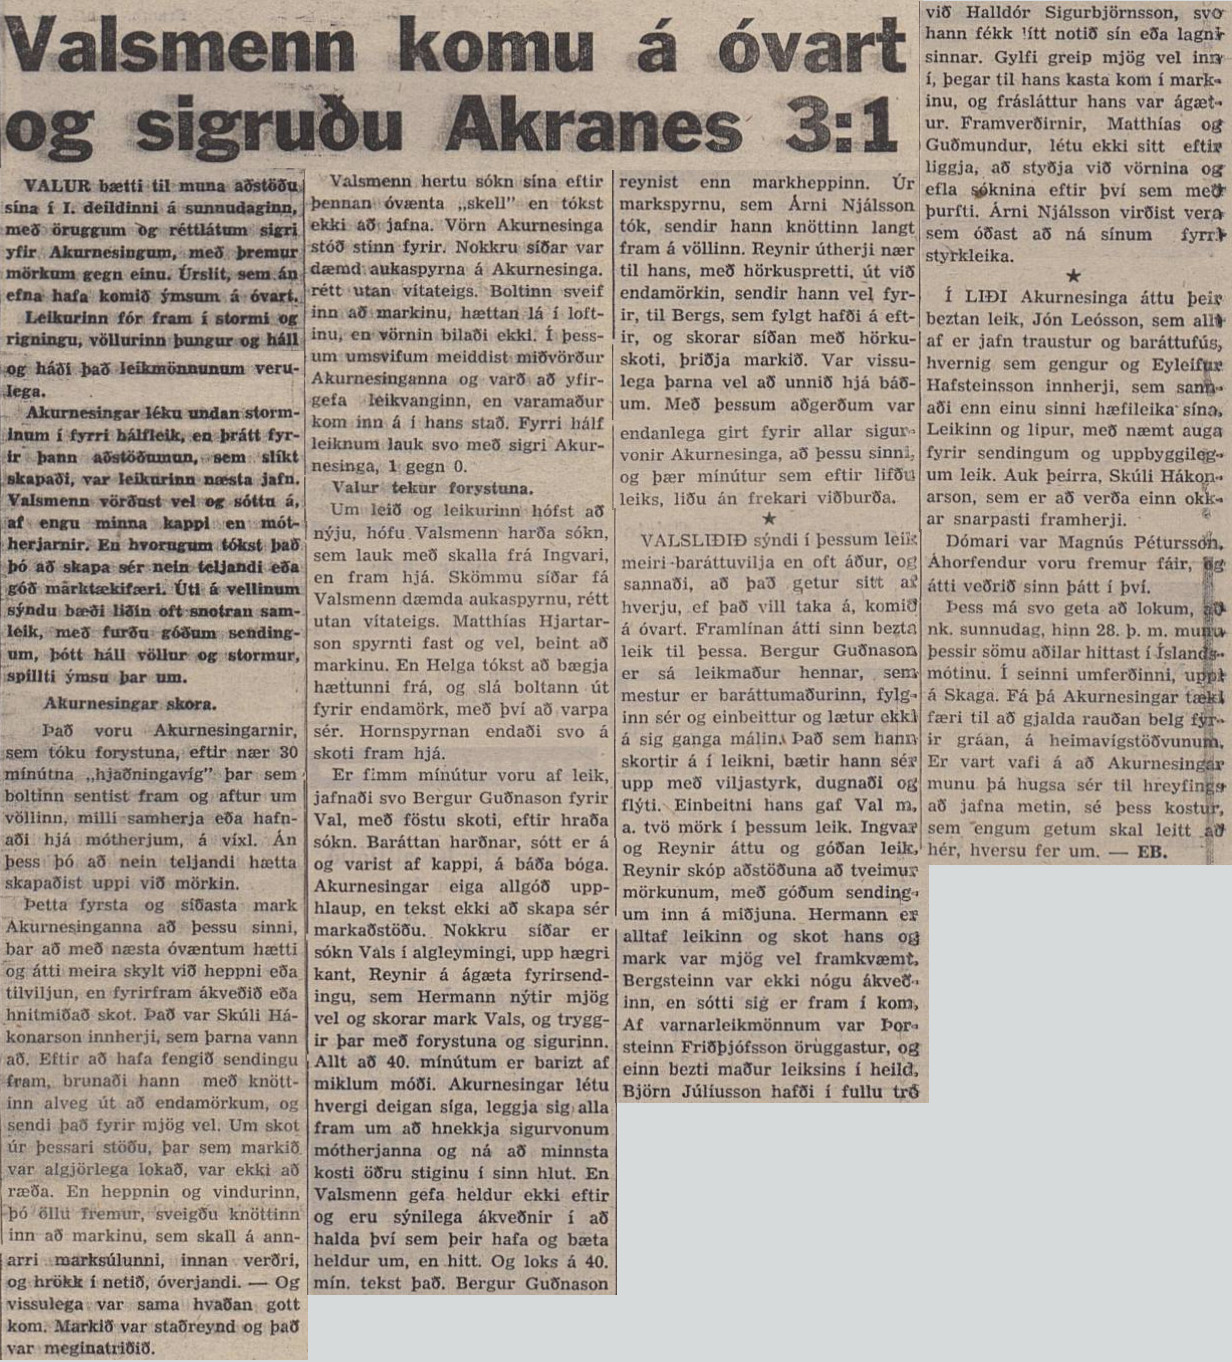 Valsmenn komu á óvart
og sigruðu Akranes 3:1
VALUR bætti til muna aðstöðu
sína í I. deildinni á sunnudaginn,
með öruggum og réttlátum sigri
yfir Akurnesingum, með þremur
mörkum gegn einu. Úrslit, sem án
efna hafa komið ýmsum á óvart.
Leikurinn fór fram í stormi og
rigningu, völlurinn þungur og háll
og háði það leikmönnunum veru-
lega.
Akurnesingar léku undan storm-
inum í fyrri hálfleik, en þrátt fyr-
ir þann aðstöðumun, sem slíkt
skapaði, var leikurinn næsta jafn.
Valsmenn vörðust vel og sóttu á,
af engu minna kappi en mót-
herjarnir. En hvorugum tókst það
þó að skapa sér nein teljandi eða
góð marktækifæri. Úti á vellinum
sýndu bæði liðin oft snotran sam-
leik, með furðu góðum sending-
um, þótt háll völlur og stormur,
spillti ýmsu þar um.
Akurnesingar skora.
Það voru Akurnesingarnir,
sem tóku forystuna, eftir nær 30
mínútna „hjaðningavíg" þar sem
boltinn sentist fram og aftur um
völlinn, milli samherja eða hafn-
aði hjá mótherjum, á víxl. Án
þess þó að nein teljandi hætta
skapaðist uppi við mörkin.
Þetta fyrsta og síðasta mark
Akurnesinganna að þessu sinni,
bar að með næsta óvæntum hætti
og átti meira skylt við heppni eða
tilviljun, en fyrirfram ákveðið eða
hnitmiðað skot. Það var Skúli Há-
konarson innherji, sem þarna vann
að. Eftir að hafa fengið sendingu
fram, brunaði hann með knött-
inn alveg út að endamörkum, og
sendi það fyrir mjög vel. Um skot
úr þessari stöðu, þar sem markið
var algjörlega lokað, var ekki að
ræða. En heppnin og vindurinn,
þó öllu fremur, sveigðu knöttinn
inn að markinu, sem skall á ann-
arri marksúlunni, innan verðri,
og hrökk í netið, óverjandi. — Og
vissulega var sama hvaðan gott
kom. Markið var staðreynd og það
var meginatriðið.
Valsmenn hertu sókn sína eftir
þennan óvænta „skell" en tókst
ekki að jafna. Vörn Akurnesinga
stóð stinn fyrir. Nokkru síðar var
dæmd aukaspyrna á Akurnesinga.
rétt utan vítateigs. Boltinn sveif
inn að markinu, hættan lá í loft-
inu, en vörnin bilaði ekki. Í þess-
um umsvifum meiddist miðvörður
Akurnesinganna og varð að yfir-
gefa leikvanginn, en varamaður
kom inn á í hans stað. Fyrri hálf
leiknum lauk svo með sigri Akur-
nesinga, 1 gegn 0.
Valur tekur forystuna.
Um leið og leikurinn hófst að
nýju, hófu Valsmenn harða sókn,
sem lauk með skalla frá Ingvari,
en fram hjá. Skömmu síðar fá
Valsmenn dæmda aukaspyrnu, rétt
utan vítateigs. Matthías Hjartar-
son spyrnti fast og vel, beint að
markinu. En Helga tókst að bægja
hættunni frá, og slá boltann út
fyrir endamörk, með því að varpa
sér. Hornspyrnan endaði svo á
skoti fram hjá.
Er fimm mínútur voru af leik,
jafnaði svo Bergur Guðnason fyrir
Val, með föstu skoti, eftir hraða
sókn. Baráttan harðnar, sótt er á
og varist af kappi, á báða bóga.
Akurnesingar eiga allgóð upp-
hlaup, en tekst ekki að skapa sér
markaðstöðu. Nokkru síðar er
sókn Vals í algleymingi, upp hægri
kant, Reynir á ágæta fyrirsend-
ingu, sem Hermann nýtir mjög
vel og skorar mark Vals, og trygg-
ir þar með forystuna og sigurinn.
Allt að 40. mínútum er barizt af
miklum móði. Akurnesingar létu
hvergi deigan síga, leggja sig alla
fram um að hnekkja sigurvonum
mótherjanna og ná að minnsta
kosti öðru stiginu í sinn hlut. En
Valsmenn gefa heldur ekki eftir
og eru sýnilega ákveðnir í að
halda því sem þeir hafa og bæta
heldur um, en hitt. Og loks á 40.
mín. tekst það. Bergur Guðnason
reynist enn markheppinn. Úr
markspyrnu, sem Árni Njálsson
tók, sendir hann knöttinn langt
fram á völlinn. Reynir útherji nær
til hans, með hörkuspretti, út við
endamörkin, sendir hann vel fyr-
ir, til Bergs, sem fylgt hafði á eft-
ir, og skorar síðan með hörku-
skoti, þriðja markið. Var vissu-
lega þarna vel að unnið hjá báð-
um. Með þessum aðgerðum var
endanlega girt fyrir allar sigur-
vonir Akurnesinga, að þessu sinni,
og þær mínútur sem eftir lifðu
leiks, liðu án frekari viðburða.
★
VALSLIÐIÐ sýndi í þessum leik
meiri baráttuvilja en oft áður, og
sannaði, að það getur sitt af
hverju, ef það vill taka á, komið
á óvart. Framlínan átti sinn bezta
leik til þessa. Bergur Guðnason
er sá leikmaður hennar, sem
mestur er baráttumaðurinn, fylg-
inn sér og einbeittur og lætur ekki
á sig ganga málin. Það sem hann
skortir á í leikni, bætir hann sér
upp með viljastyrk, dugnaði og
flýti. Einbeitni hans gaf Val m.
a. tvö mörk í þessum leik. Ingvar
og Reynir áttu og góðan leik.
Reynir skóp aðstöðuna að tveimur
mörkunum, með góðum sending-
um inn á miðjuna. Hermann er
alltaf leikinn og skot hans og
mark var mjög vel framkvæmt.
Bergsteinn var ekki nógu ákveð-
inn, en sótti sig er fram í kom.
Af varnarleikmönnum var Þor-
steinn Friðþjófsson öruggastur, og
einn bezti maður leiksins í heild.
Björn Júlíusson hafði í fullu tré
við Halldór Sigurbjörnsson, svo
hann fékk lítt notið sín eða lagni
sinnar. Gylfi greip mjög vel inn
í, þegar til hans kasta kom í mark-
inu, og frásláttur hans var ágæt-
ur. Framverðirnir, Matthías og
Guðmundur, létu ekki sitt eftir
liggja, að styðja við vörnina og
efla sóknina eftir því sem með
þurfti. Árni Njálsson virðist vera
sem óðast að ná sínum fyrri
styrkleika.
★
Í LIÐI Akurnesinga áttu þeir
beztan leik, Jón Leósson, sem allt
af er jafn traustur og baráttufús,
hvernig sem gengur og Eyleifur
Hafsteinsson innherji, sem sann-
aði enn einu sinni hæfileika sína.
Leikinn og lipur, með næmt auga
fyrir sendingum og uppbyggileg-
um leik. Auk þeirra, Skúli Hákon-
arson, sem er að verða einn okk-
ar snarpasti framherji.
Dómari var Magnús Pétursson.
Áhorfendur voru fremur fáir, og
átti veðrið sinn þátt í því.
Þess má svo geta að lokum, að
nk. sunnudag, hinn 28. þ. m. munu
þessir sömu aðilar hittast í Íslands-
mótinu. Í seinni umferðinni, uppi
á Skaga. Fá þá Akurnesingar tæki
færi til að gjalda rauðan belg fyr-
ir gráan, á heimavígstöðvunum.
Er vart vafi á að Akurnesingar
munu þá hugsa sér til hreyfings
að jafna metin, sé þess kostur,
sem engum getum skal leitt að
hér, hversu fer um. — EB.